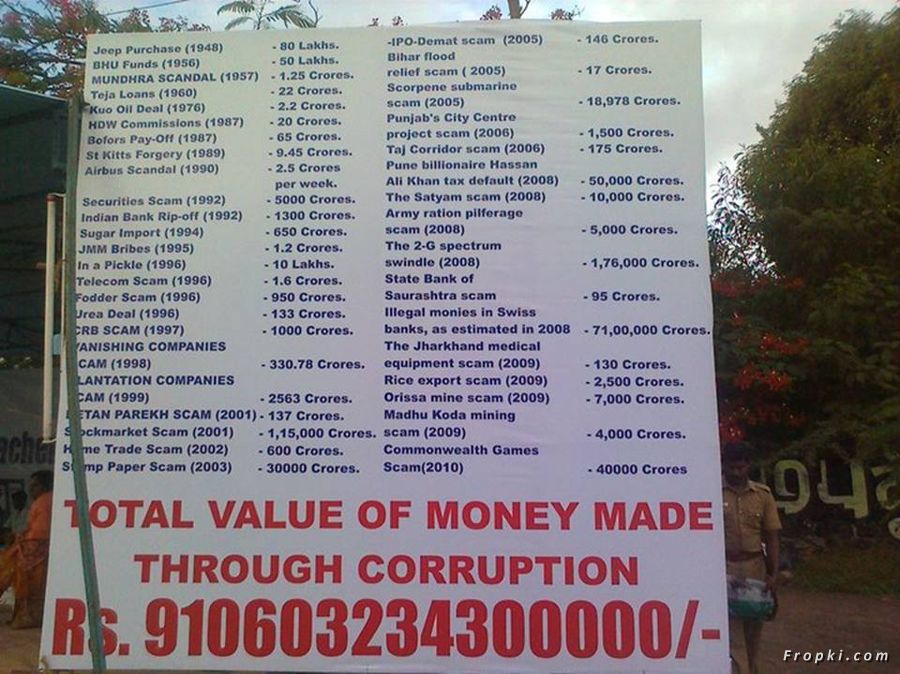 Jeep Purchase (1948) - 80 Lakhs.
BHU Funds (1956) - 50 Lakhs.
MUNDHRA SCANDAL (1957) - 1.25 Crores.
Teja Loans (1960) - 22 Crores.
Kuo Oil Deal (1976) - 2.2 Crores.
HDW Commissions (1987) - 20 Crores.
Bofors Pay-Off (1987) - 65 Crores.
St Kitts Forgery (1989) - 9.45 Crores.
Airbus Scandal (1990) - 2.5 Crores
per week.
Securities Scam (1992) - 5000 Crores.
Indian Bank Rip-off (1992) - 1300 Crores.
Sugar Import (1994) - 650 Crores.
JMM Bribes (1995) - 1.2 Crores.
In a Pickle (1996) - 10 Lakhs.
Telecom Scam (1996) - 1.6 Crores.
Fodder Scam (1996) - 950 Crores.
Urea Deal (1996) - 133 Crores.
CRB SCAM (1997) - 1000 Crores.
VANISHING COMPANIES
SCAM (1998) - 330.78 Crores.
PLANTATION COMPANIES
SCAM (1999) - 2563 Crores.
KETAN PAREKH SCAM (2001) - 137 Crores.
Stockmarket Scam (2001) - 1,15,000 Crores.
Home Trade Scam (2002) - 600 Crores.
Stamp Paper Scam (2003) - 30000 Crores.
-IPO-Demat scam (2005) - 146 Crores.
Bihar flood
relief scam ( 2005) - 17 Crores.
Scorpene submarine
scam (2005) - 18,978 Crores.
Punjab's City Centre
project scam (2006) - 1,500 Crores.
Taj Corridor scam (2006) - 175 Crores.
Pune billionaire Hassan
Ali Khan tax default (2008) - 50,000 Crores.
The Satyam scam (2008) - 10,000 Crores.
Army ration pilferage
scam (2008) - 5,000 Crores.
The 2-G spectrum
swindle (2008) - 1,76,000 Crores.
State Bank of
Saurashtra scam - 95 Crores.
Illegal monies in Swiss
banks, as estimated in 2008 - 71,00,000 Crores.
The Jharkhand medical
equipment scam (2009) - 130 Crores.
Rice export scam (2009) - 2,500 Crores.
Orissa mine scam (2009) - 7,000 Crores.
Madhu Koda mining
scam (2009) - 4,000 Crores.
Commonwealth Games
Scam(2010) - 40000 Crores
TOTAL VALUE OF MONEY MADE
THROUGH CORRUPTION
Rs. 910603234300000/-
Fropki.com